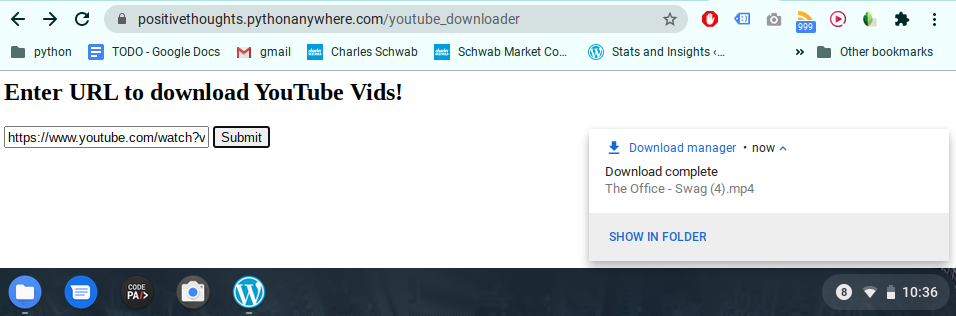 positivethoughts.pythonanywhere.com/youtube_downloader
999
python TODO - Google Docs gmail Charles Schwab Schwab Market Co... Stats and Insights ‹... » Other bookmarks
Enter URL to download YouTube Vids!
https://www.youtube.com/watch?v Submit
Download manager • now
Download complete
The Office - Swag (4).mp4
SHOW IN FOLDER
CODE
PA/>
8 10:36